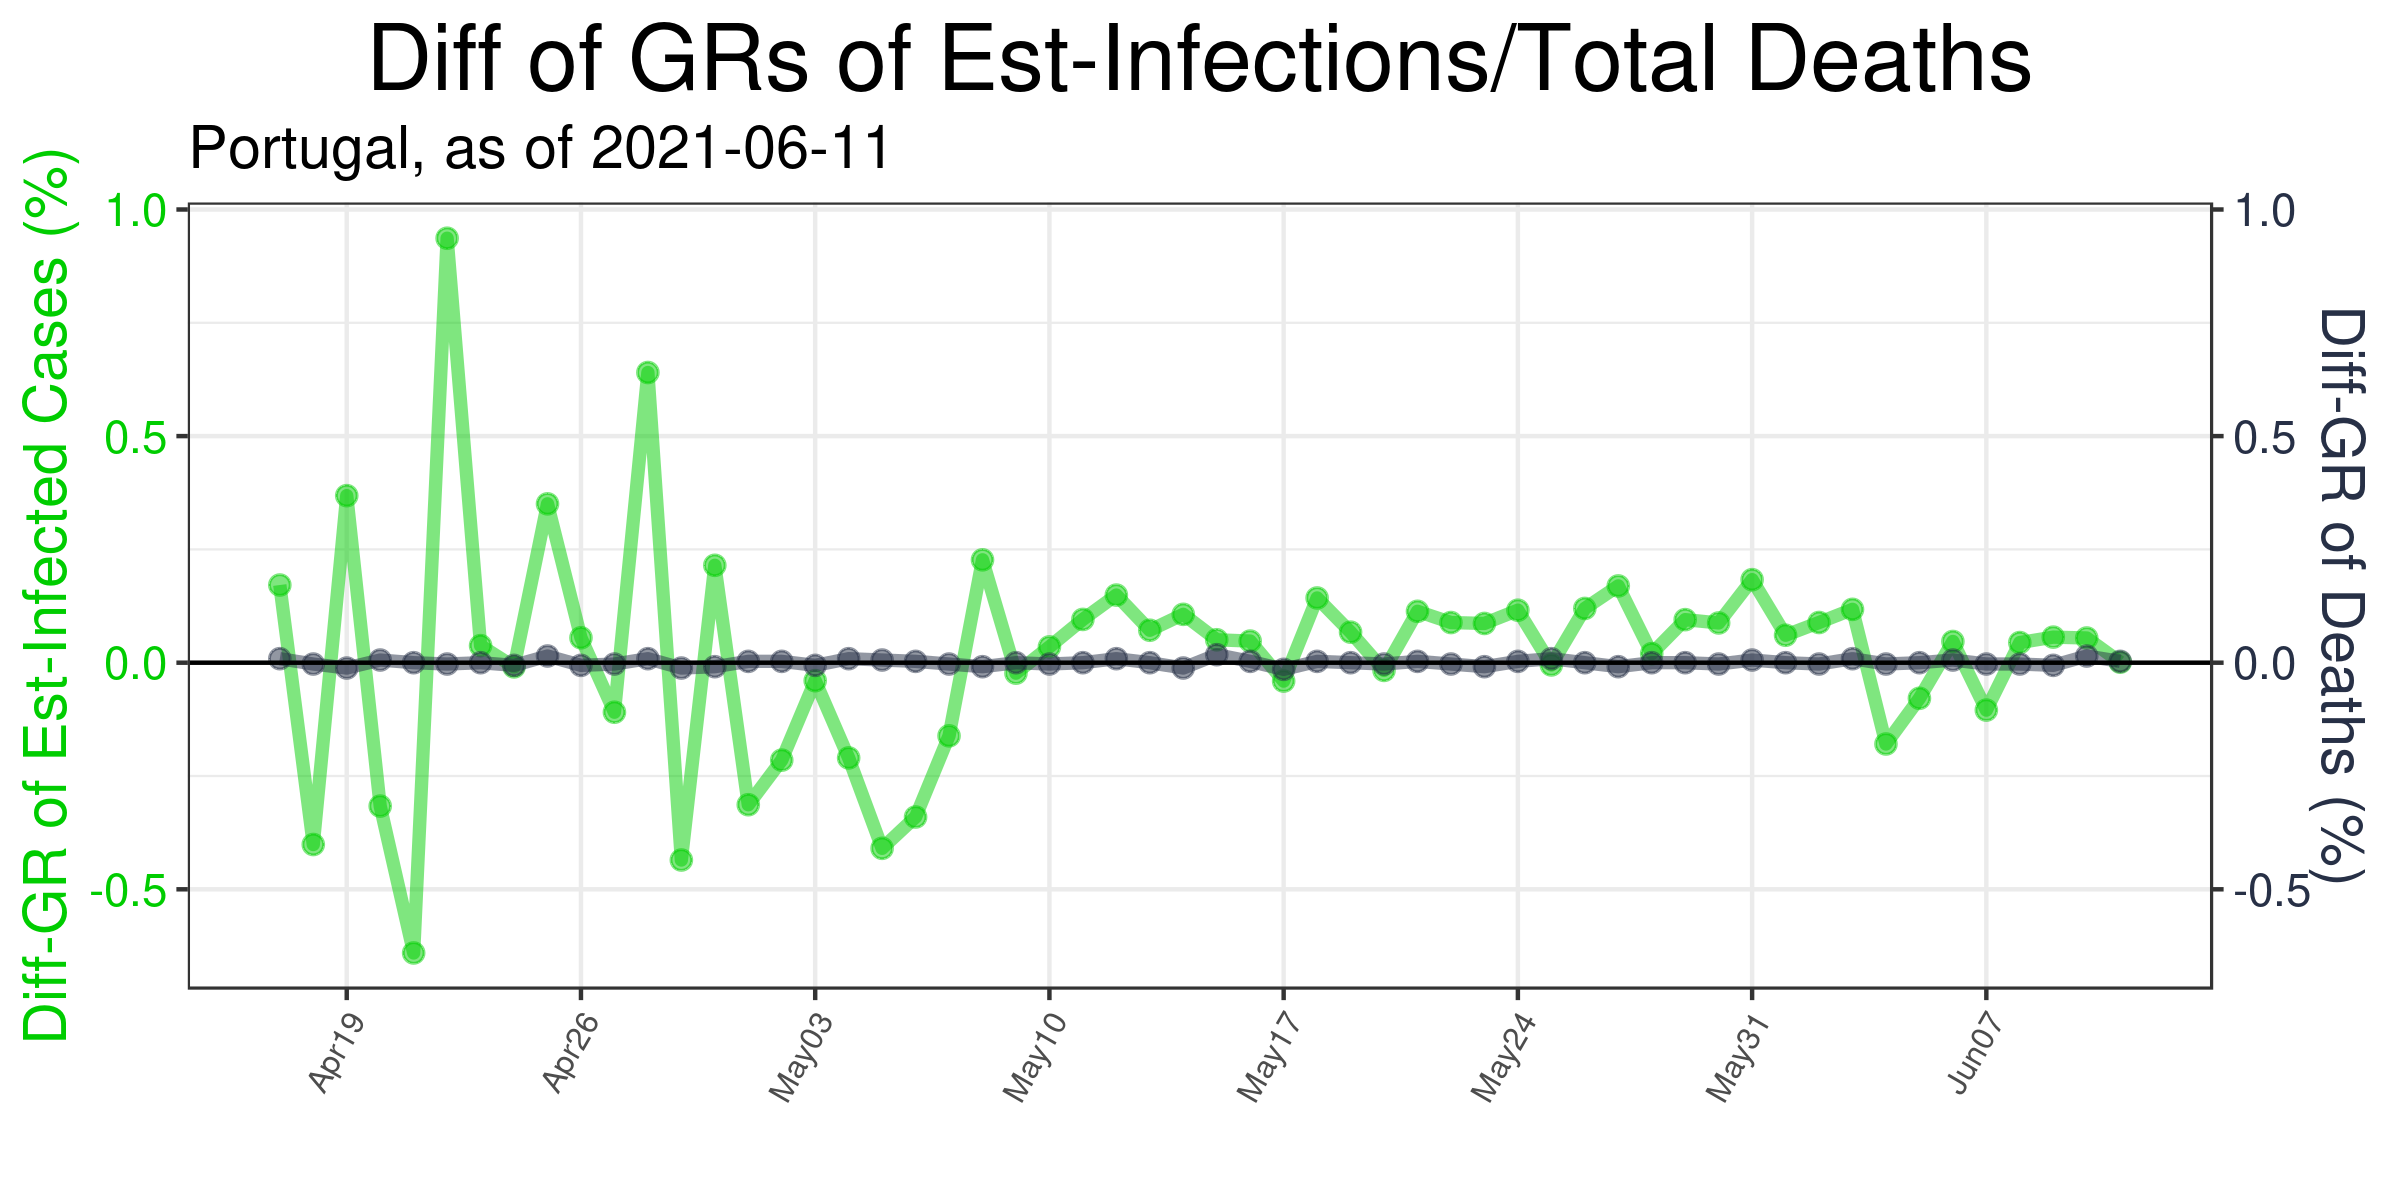 Diff of GRs of Est-Infections/Total Deaths
Portugal, as of 2021-06-11
Diff-GR of Est-Infected Cases (%)
1.0
0.5
0.0
-0.5
1.0
0.5
0.0
-0.5
Diff-GR of Deaths (%)
Apr19
Apr26
May03
May10
May17
May24
May31
Jun07